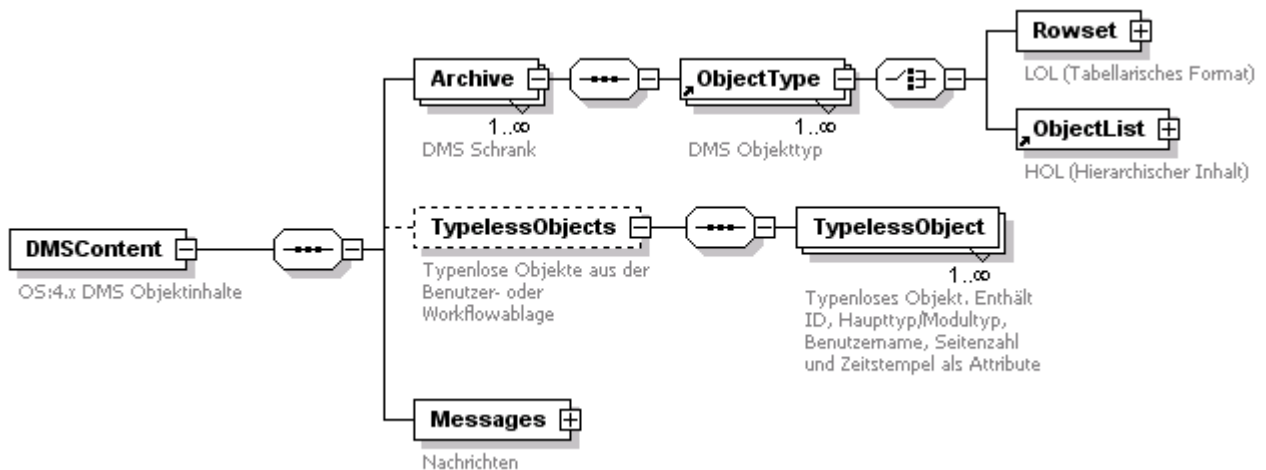 Rowset
LOL (Tabellarisches Format)
Archive
1..∞
DMS Schrank
ObjectType
1..∞
DMS Objekttyp
ObjectList
HOL (Hierarchischer Inhalt)
DMSContent
OS:4.x DMS Objektinhalte
TypelessObjects
Typenlose Objekte aus der
Benutzer- oder
Workflowablage
TypelessObject
1..∞
Typenloses Objekt. Enthält
ID, Haupttyp/Modultyp,
Benutzername, Seitenzahl
und Zeitstempel als Attribute
Messages
Nachrichten